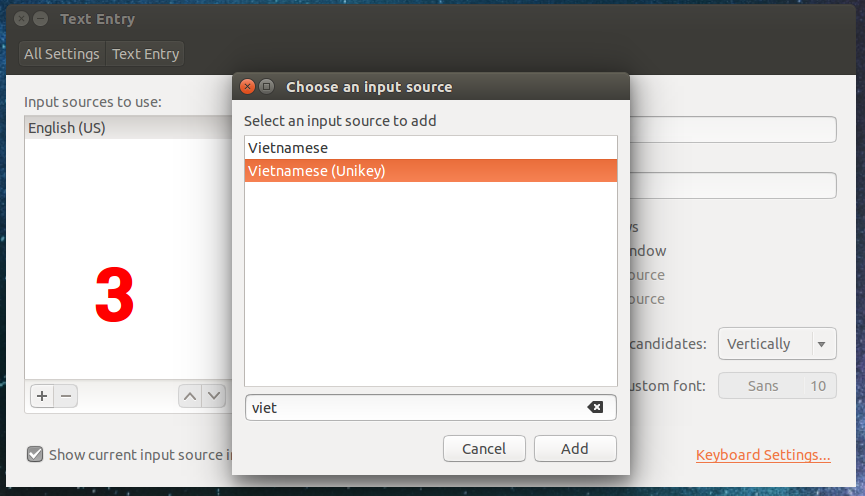 Text Entry
All Settings
Text Entry
Input sources to use:
English (US)
3
Show current input source i
Choose an input source
Select an input source to add
Vietnamese
Vietnamese (Unikey)
viet
Cancel
Add
ndow
ource
ource
candidates:
Vertically
ustom font:
Sans
10
Keyboard Settings...